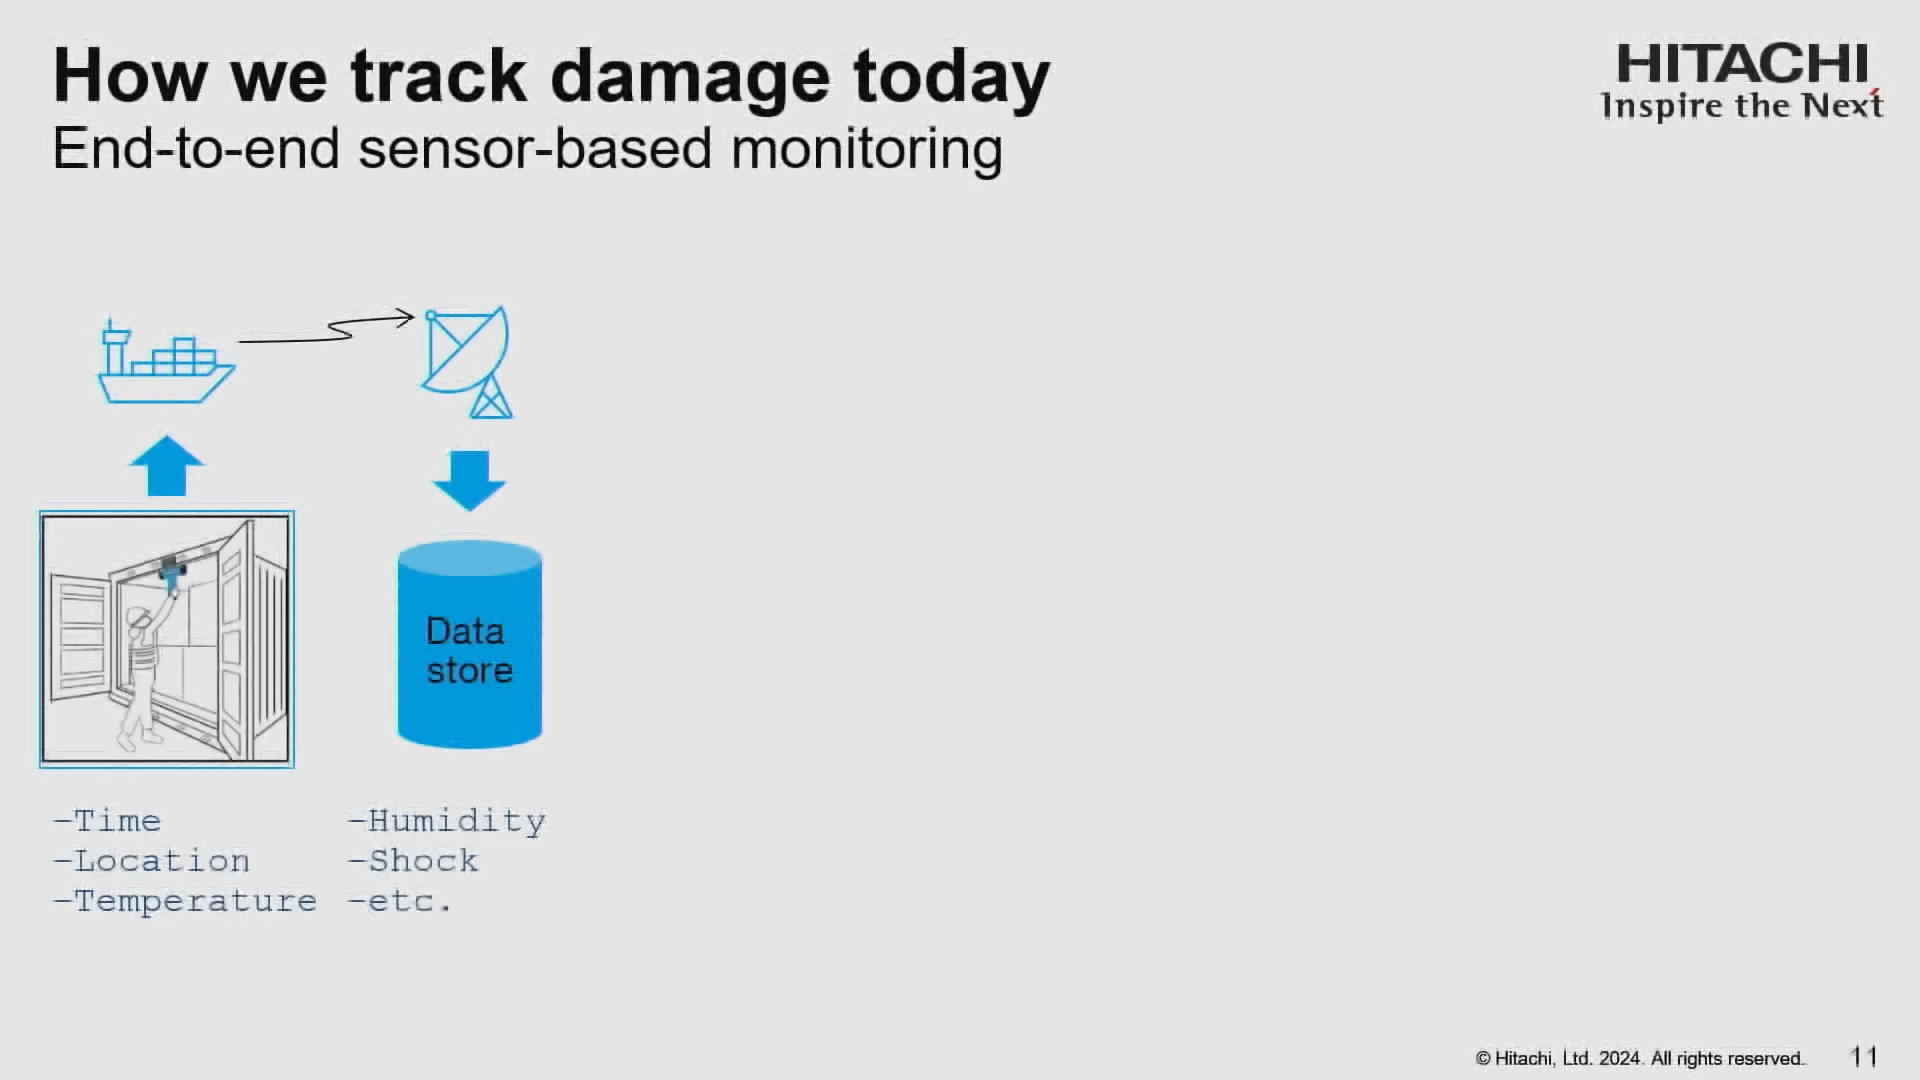 How we track damage today
End-to-end sensor-based monitoring
HITACHI
Inspire the Next
Data
store
-Time
-Location
-Temperature
-Humidity
-Shock
-etc.
© Hitachi, Ltd. 2024. All rights reserved.
11